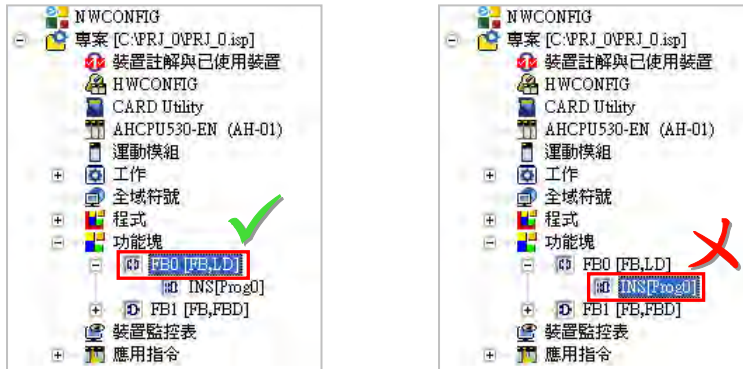 NWCONFIG
專案 [C:\PRJ_0\PRJ_0.isp]
裝置註解與已使用裝置
HWCONFIG
CARD Utility
AHCPU530-EN (AH-01)
運動模組
工作
全域符號
程式
功能塊
FB0 [FB,LD]
INS[Prog0]
FB1 [FB,FBD]
裝置監控表
應用指令
NWCONFIG
專案 [C:\PRJ_0\PRJ_0.isp]
裝置註解與已使用裝置
HWCONFIG
CARD Utility
AHCPU530-EN (AH-01)
運動模組
工作
全域符號
程式
功能塊
FB0 [FB,LD]
INS[Prog0]
FB1 [FB,FBD]
裝置監控表
應用指令